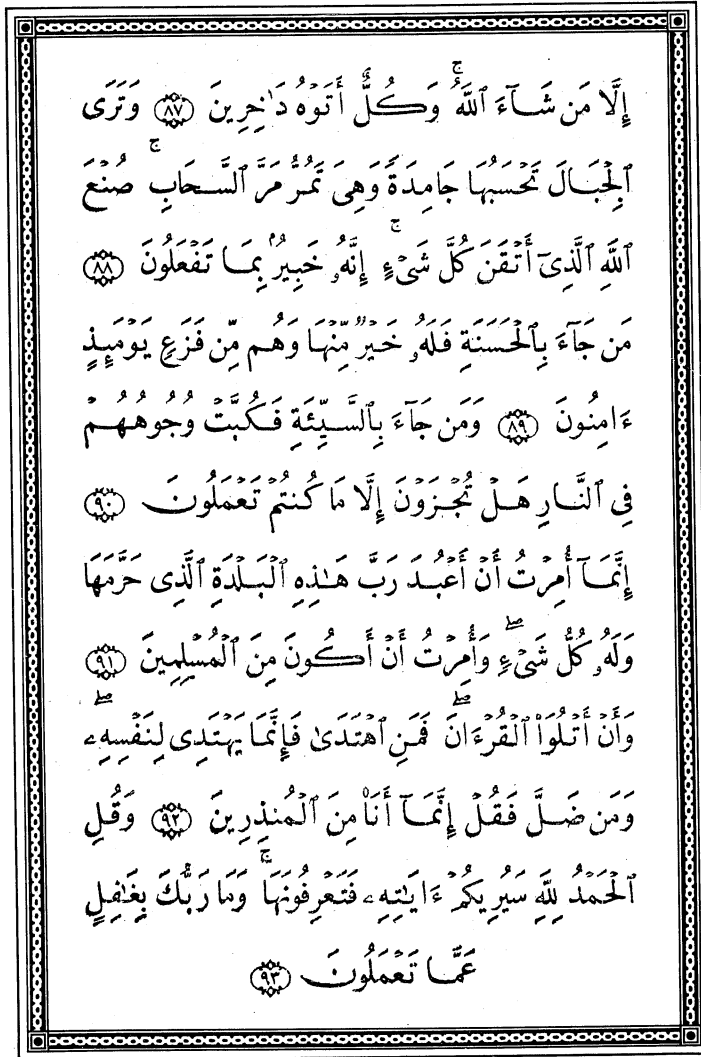 إِلَّا مَن شَآءَ ٱللَّهُ ۚ وَكُلٌّ أَتَوْهُ دَٰخِرِينَ ﴿٨٧﴾ وَتَرَى
ٱلْجِبَالَ تَحْسَبُهَا جَامِدَةً وَهِىَ تَمُرُّ مَرَّ ٱلسَّحَابِ ۚ صُنْعَ
ٱللَّهِ ٱلَّذِىٓ أَتْقَنَ كُلَّ شَىْءٍ ۚ إِنَّهُۥ خَبِيرٌۢ بِمَا تَفْعَلُونَ ﴿٨٨﴾
مَن جَآءَ بِٱلْحَسَنَةِ فَلَهُۥ خَيْرٌ مِّنْهَا وَهُم مِّن فَزَعٍ يَوْمَئِذٍ
ءَامِنُونَ ﴿٨٩﴾ وَمَن جَآءَ بِٱلسَّيِّئَةِ فَكُبَّتْ وُجُوهُهُمْ
فِى ٱلنَّارِ هَلْ تُجْزَوْنَ إِلَّا مَا كُنتُمْ تَعْمَلُونَ ﴿٩٠﴾
إِنَّمَآ أُمِرْتُ أَنْ أَعْبُدَ رَبَّ هَٰذِهِ ٱلْبَلْدَةِ ٱلَّذِى حَرَّمَهَا
وَلَهُۥ كُلُّ شَىْءٍ ۖ وَأُمِرْتُ أَنْ أَكُونَ مِنَ ٱلْمُسْلِمِينَ ﴿٩١﴾
وَأَنْ أَتْلُوَا۟ ٱلْقُرْءَانَ ۖ فَمَنِ ٱهْتَدَىٰ فَإِنَّمَا يَهْتَدِى لِنَفْسِهِۦ ۖ
وَمَن ضَلَّ فَقُلْ إِنَّمَآ أَنَا۠ مِنَ ٱلْمُنذِرِينَ ﴿٩٢﴾ وَقُلِ
ٱلْحَمْدُ لِلَّهِ سَيُرِيكُمْ ءَايَٰتِهِۦ فَتَعْرِفُونَهَا ۚ وَمَا رَبُّكَ بِغَٰفِلٍ
عَمَّا تَعْمَلُونَ ﴿٩٣﴾